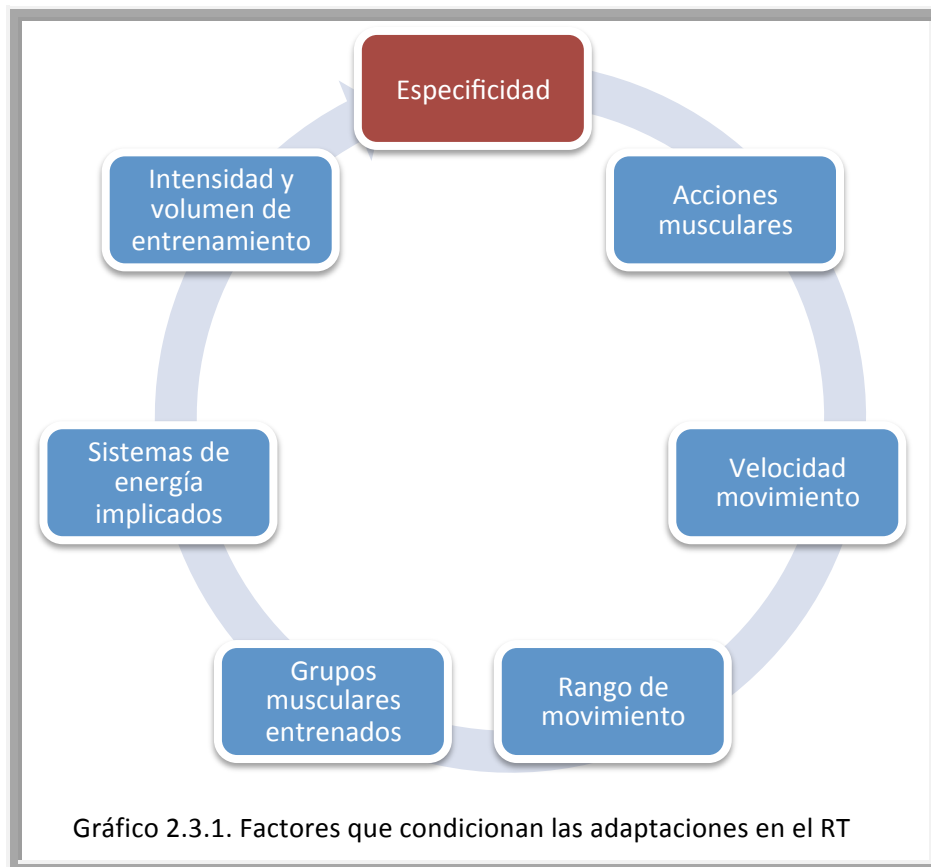 Especificidad
Acciones
musculares
Velocidad
movimiento
Rango de
movimiento
Grupos
musculares
entrenados
Sistemas de
energía
implicados
Intensidad y
volumen de
entrenamiento
Gráfico 2.3.1. Factores que condicionan las adaptaciones en el RT